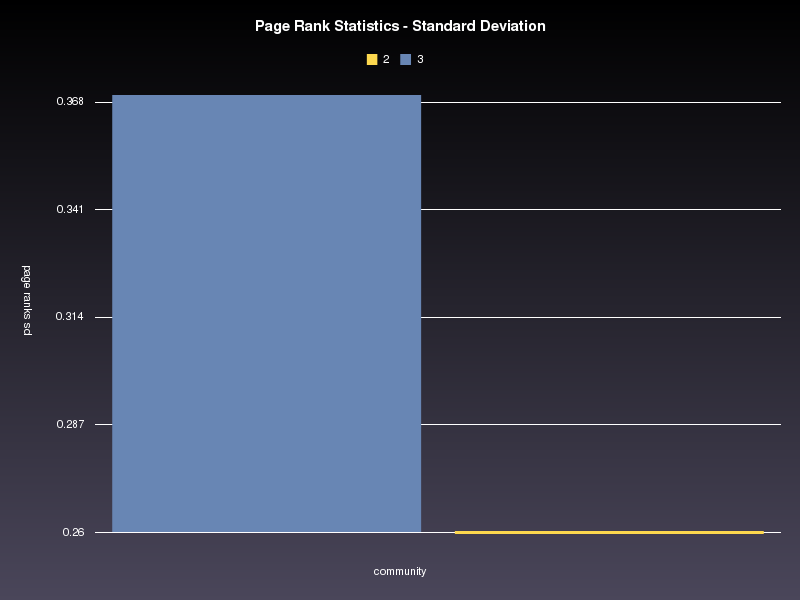 Page Rank Statistics - Standard Deviation
2 3
0.368
0.341
0.314
0.287
0.26
page ranks sd
community